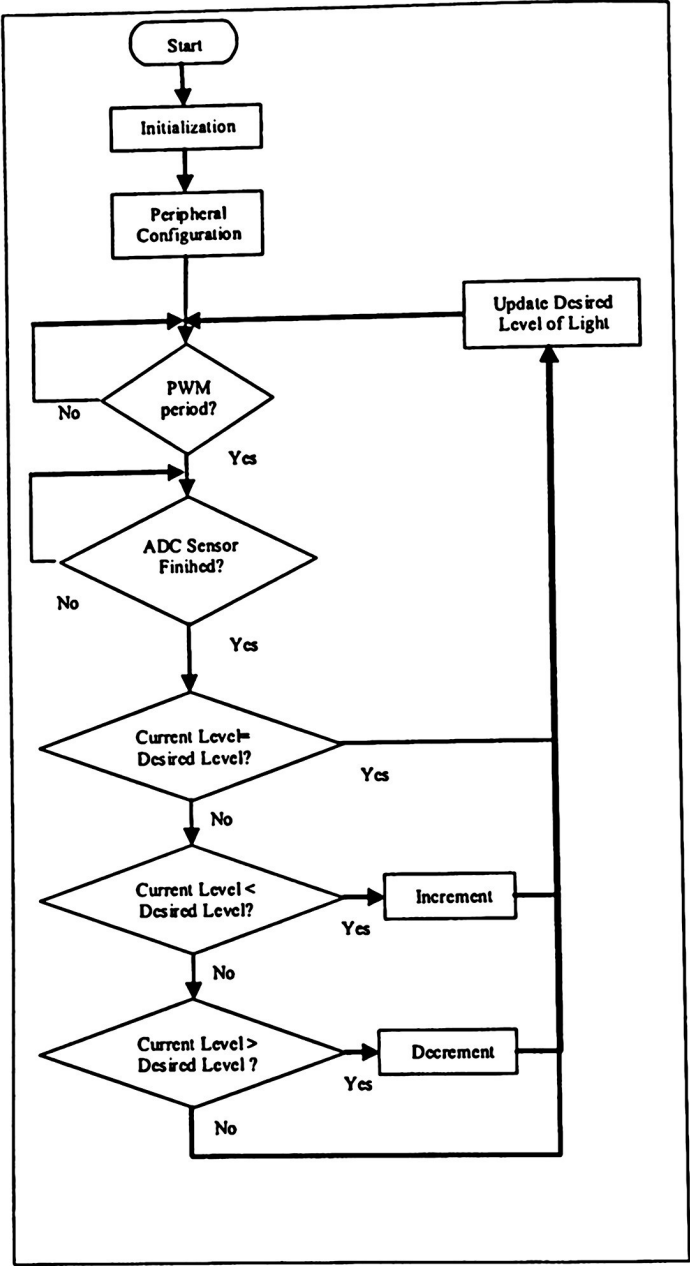 Start
Initialization
Peripheral
Configuration
Update Desired
Level of Light
PWM
period?
No
Yes
ADC Sensor
Finihed?
No
Yes
Current Level=
Desired Level?
Yes
No
Current Level <
Desired Level?
Yes
Increment
No
Current Level >
Desired Level ?
Yes
Decrement
No